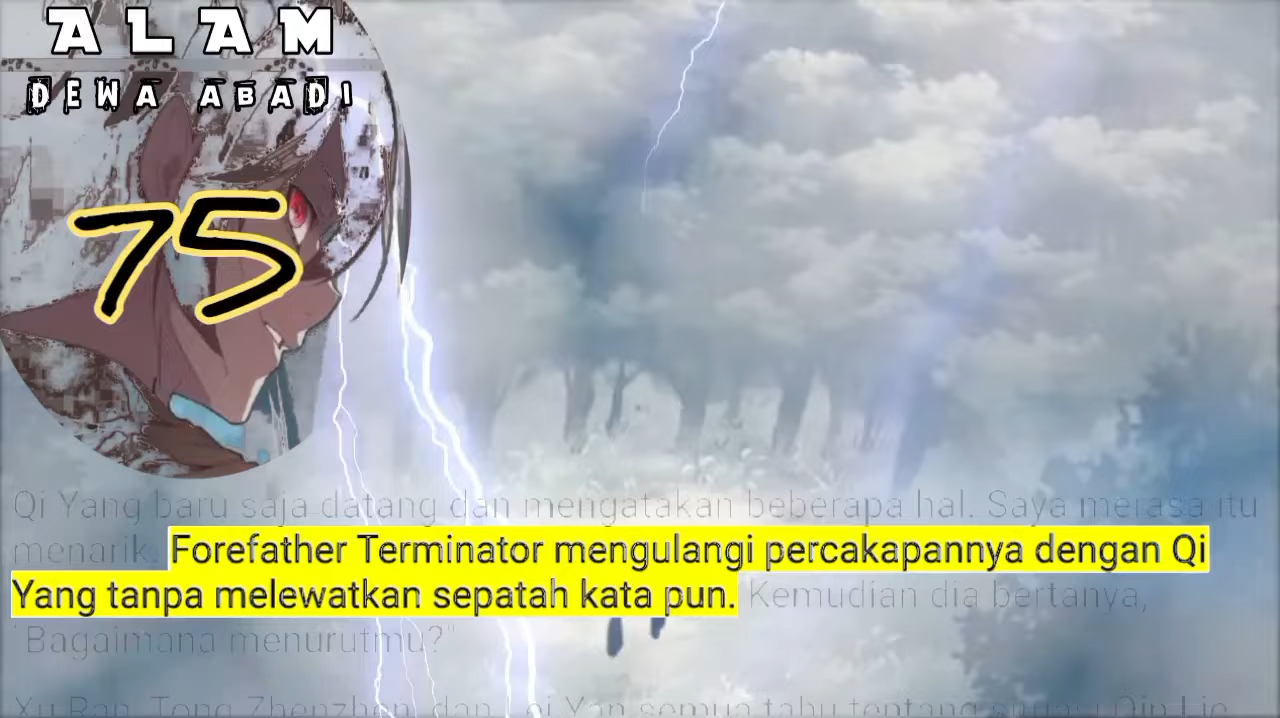 ALAM
DEWA ABADI
75
Qi Yang baru saja datang dan mengatakan beberapa hal. Saya merasa itu
menarik. Forefather Terminator mengulangi percakapannya dengan Qi
Yang tanpa melewatkan sepatah kata pun. Kemudian dia bertanya,
"Bagaimana menurutmu?"
Xu Ran, Tong Zhenzhen, dan Yan semua tahu tentang Qin Lie